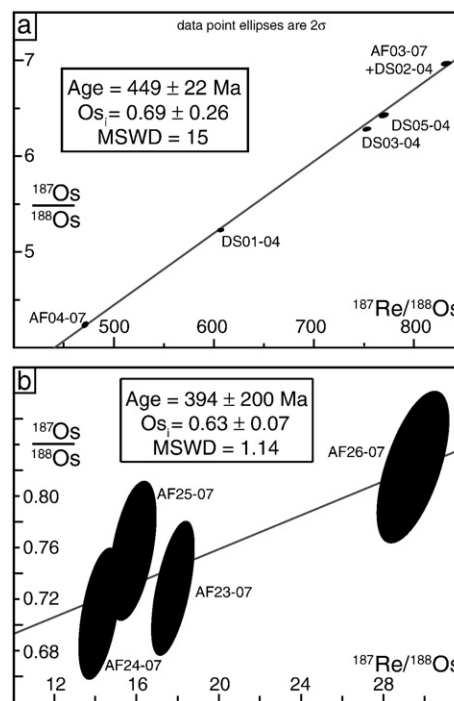 a
data point ellipses are 2σ
AF03-07
+DS02-04
7
Age = 449 ± 22 Ma
Osᵢ= 0.69 ± 0.26
MSWD = 15
DS05-04
DS03-04
6
¹⁸⁷Os
¹⁸⁸Os
DS01-04
5
AF04-07
¹⁸⁷Re/¹⁸⁸Os
500
600
700
800
b
Age = 394 ± 200 Ma
Osᵢ= 0.63 ± 0.07
MSWD = 1.14
¹⁸⁷Os
¹⁸⁸Os
AF26-07
AF25-07
0.80
0.76
AF23-07
0.72
0.68
AF24-07
¹⁸⁷Re/¹⁸⁸Os
12
16
20
24
28